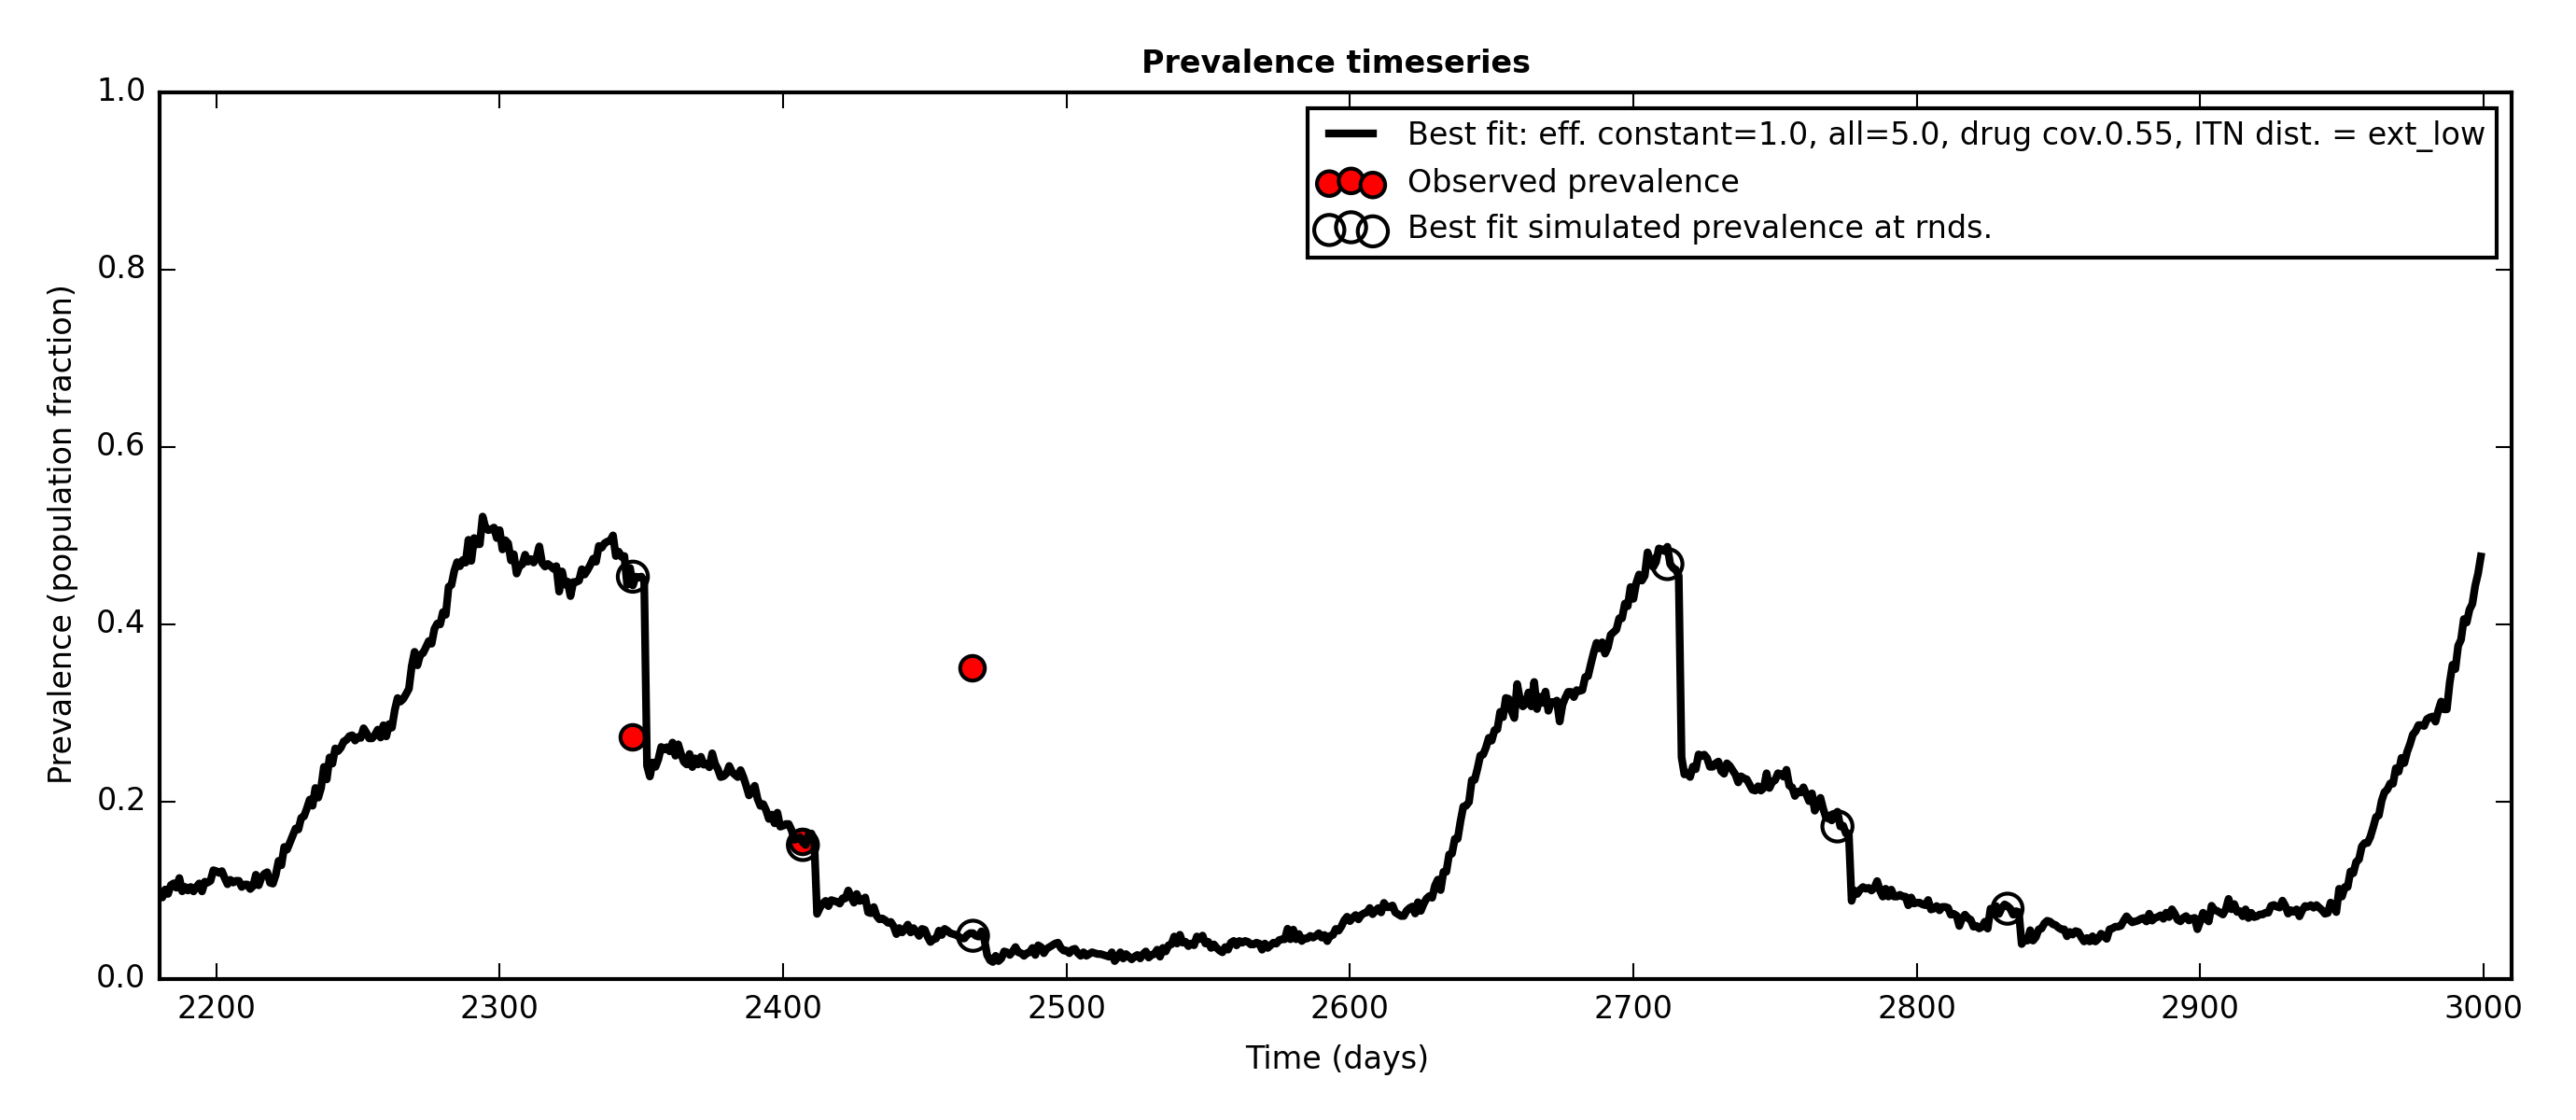 Prevalence timeseries
Best fit: eff. constant=1.0, all=5.0, drug cov.0.55, ITN dist. = ext_low
Observed prevalence
Best fit simulated prevalence at rnds.
Prevalence (population fraction)
1.0
0.8
0.6
0.4
0.2
0.0
2200 2300 2400 2500 2600 2700 2800 2900 3000
Time (days)